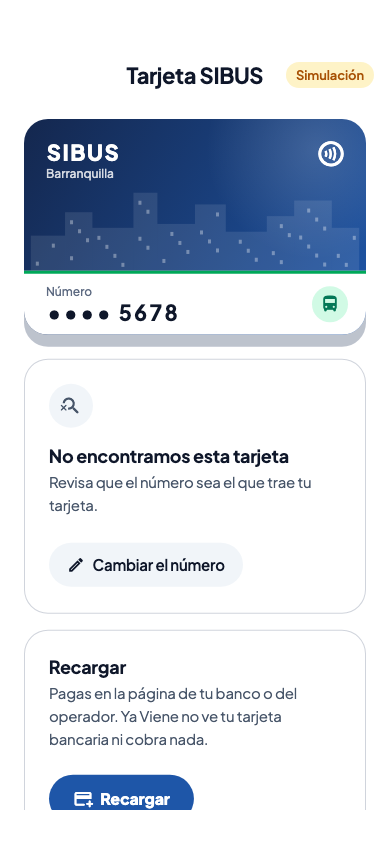 Tarjeta SIBUS
Simulación
SIBUS
Barranquilla
Número
●●●● 5678
No encontramos esta tarjeta
Revisa que el número sea el que trae tu
tarjeta.
Cambiar el número
Recargar
Pagas en la página de tu banco o del
operador. Ya Viene no ve tu tarjeta
bancaria ni cobra nada.
Recargar